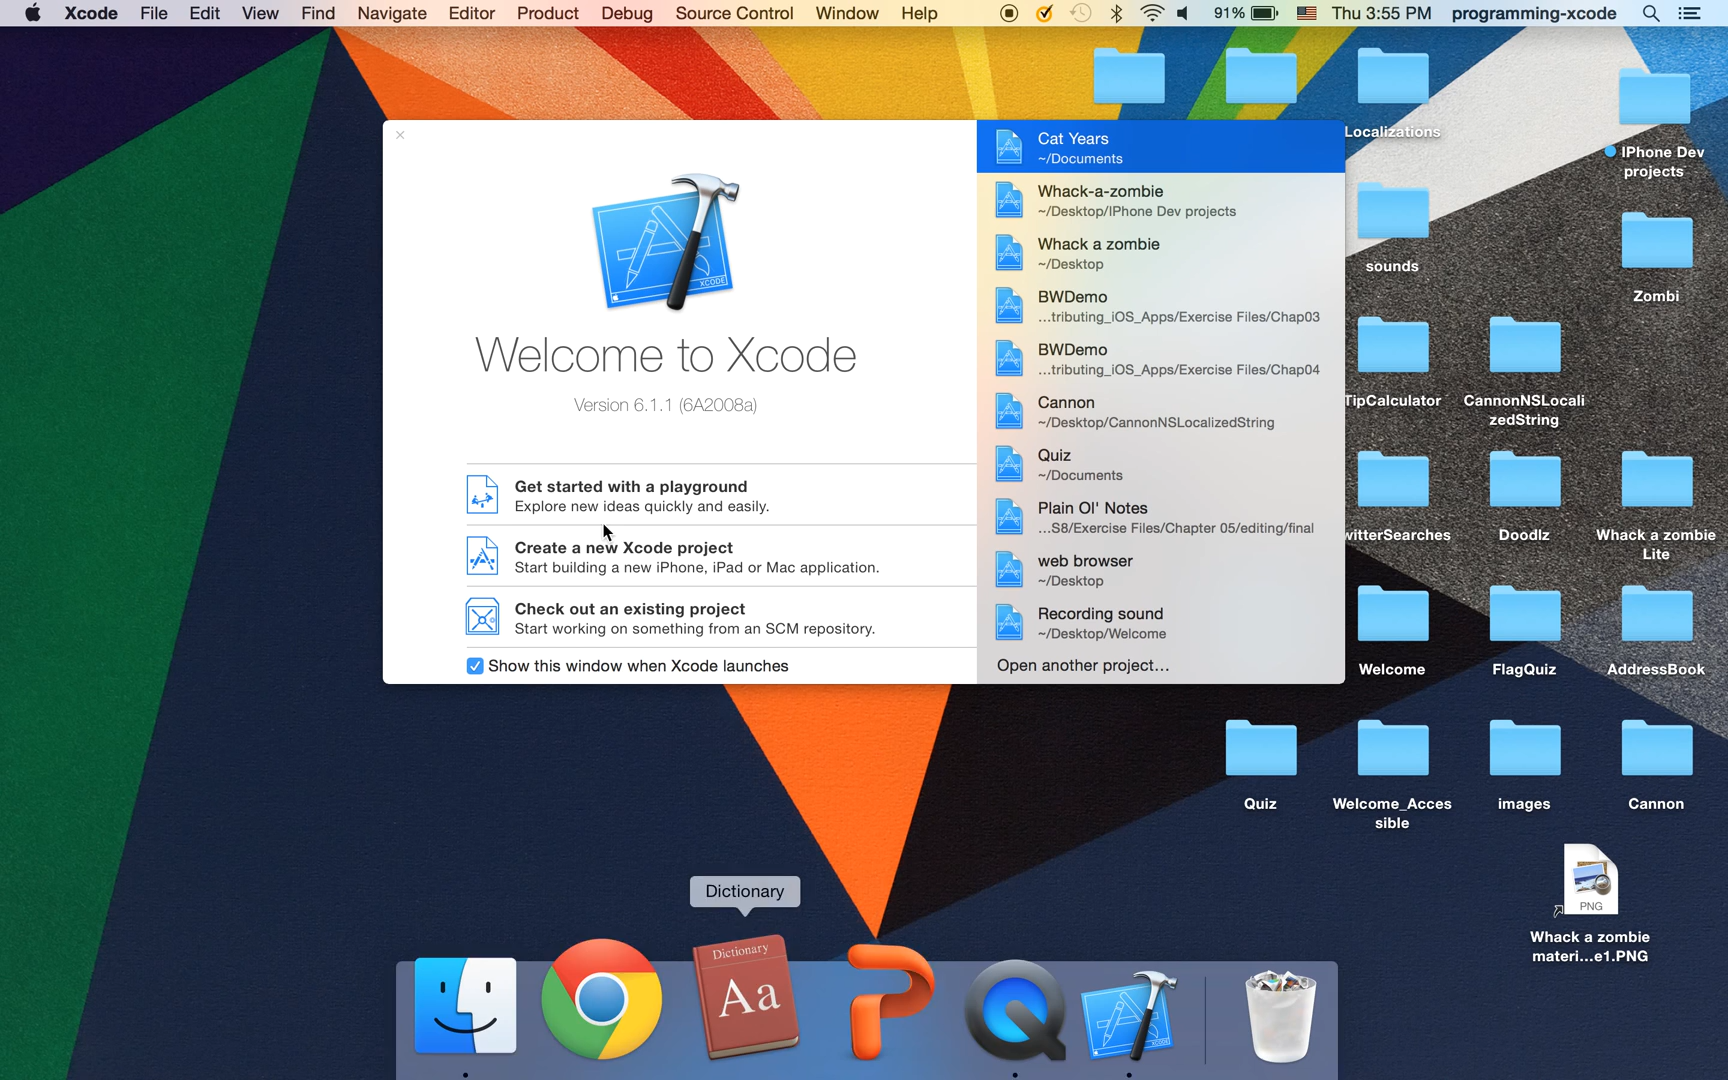 Xcode File Edit View Find Navigate Editor Product Debug Source Control Window Help 91% Thu 3:55 PM programming-xcode
Welcome to Xcode
Version 6.1.1 (6A2008a)
Get started with a playground
Explore new ideas quickly and easily.
Create a new Xcode project
Start building a new iPhone, iPad or Mac application.
Check out an existing project
Start working on something from an SCM repository.
Show this window when Xcode launches
XCODE
Cat Years
~/Documents
Whack-a-zombie
~/Desktop/IPhone Dev projects
Whack a zombie
~/Desktop
BWDemo
...tributing_iOS_Apps/Exercise Files/Chap03
BWDemo
...tributing_iOS_Apps/Exercise Files/Chap04
Cannon
~/Desktop/CannonNSLocalizedString
Quiz
~/Documents
Plain Ol' Notes
...S8/Exercise Files/Chapter 05/editing/final
web browser
~/Desktop
Recording sound
~/Desktop/Welcome
Open another project...
Localizations
IPhone Dev
projects
sounds
Zombi
TipCalculator
CannonNSLocali
zedString
witterSearches
Doodlz
Whack a zombie
Lite
Welcome
FlagQuiz
AddressBook
Quiz
Welcome_Acces
sible
images
Cannon
PNG
Whack a zombie
materi...e1.PNG
Dictionary
Dictionary
Aa
XCODE